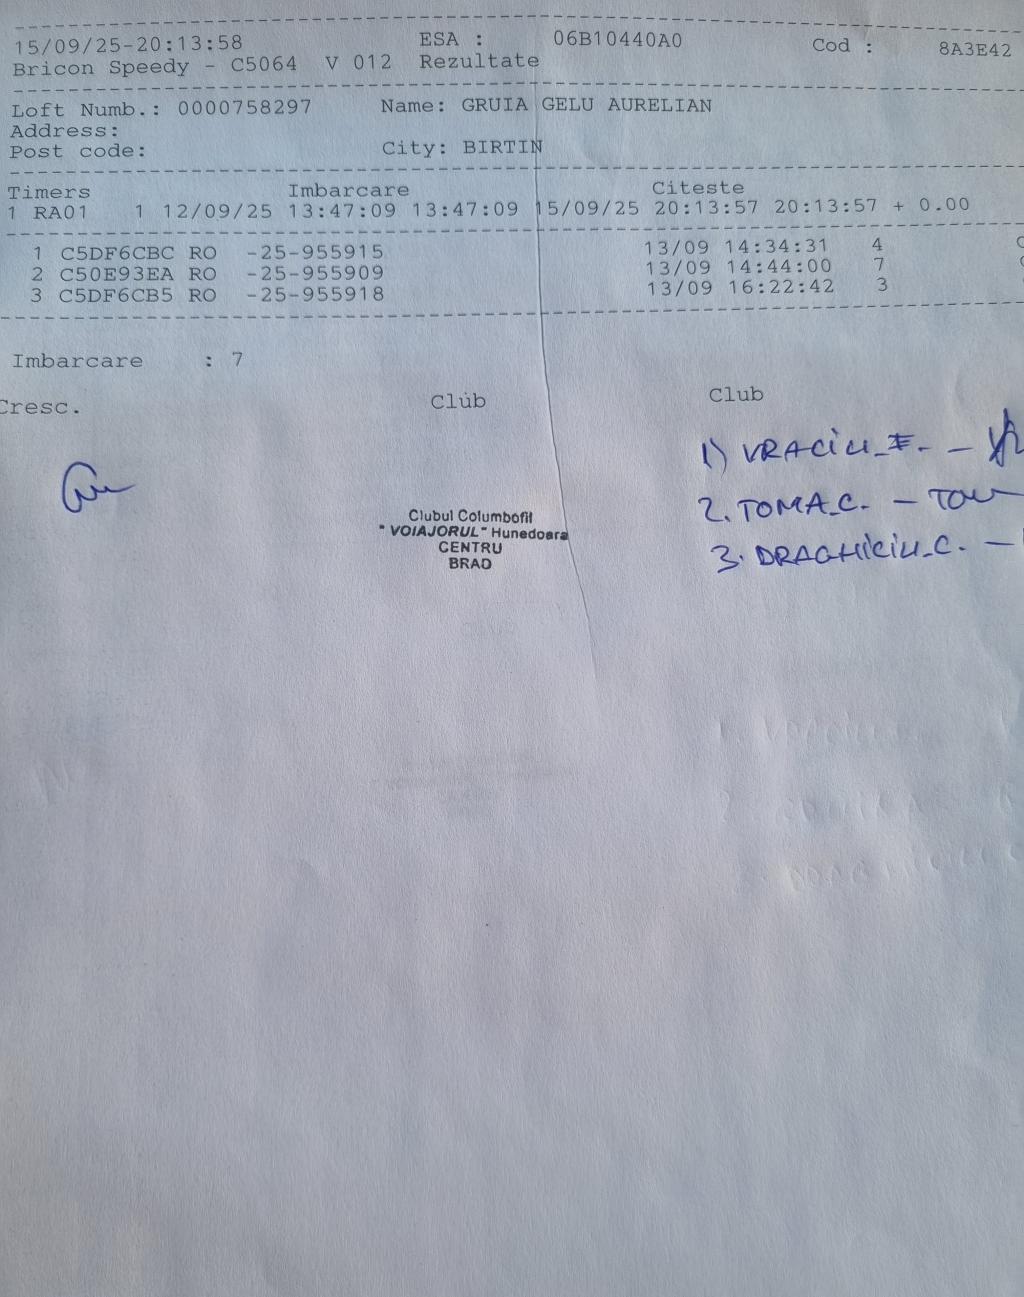 15/09/25-20:13:58 ESA : 06B10440A0 Cod : 8A3E42
Bricon Speedy - C5064 V 012 Rezultate
Loft Numb.: 0000758297 Name: GRUIA GELU AURELIAN
Address:
Post code: City: BIRTIN
Timers Imbarcare Citeste
1 RA01 1 12/09/25 13:47:09 13:47:09 15/09/25 20:13:57 20:13:57 + 0.00
1 C5DF6CBC RO -25-955915 13/09 14:34:31 4
2 C50E93EA RO -25-955909 13/09 14:44:00 7
3 C5DF6CB5 RO -25-955918 13/09 16:22:42 3
Imbarcare : 7
Cresc. Club Club
1) VRACIU_I. -
2. TOMA_C. - TOM
3. DRAGHICIU_C. -
Clubul Columbofil
"VOIAJORUL" Hunedoara
CENTRU
BRAD